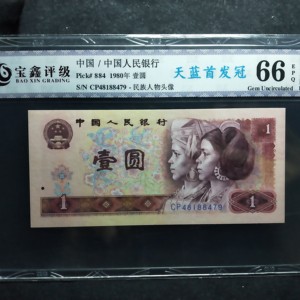 宝鑫评级
BAO XIN GRADING
中国 / 中国人民银行
Pick# 884 1980年 壹圆
S/N CP48188479 - 民族人物头像
天蓝首发冠
66 EPQ
Gem Uncirculated
中国人民银行
壹圆
1
1
CP48188479